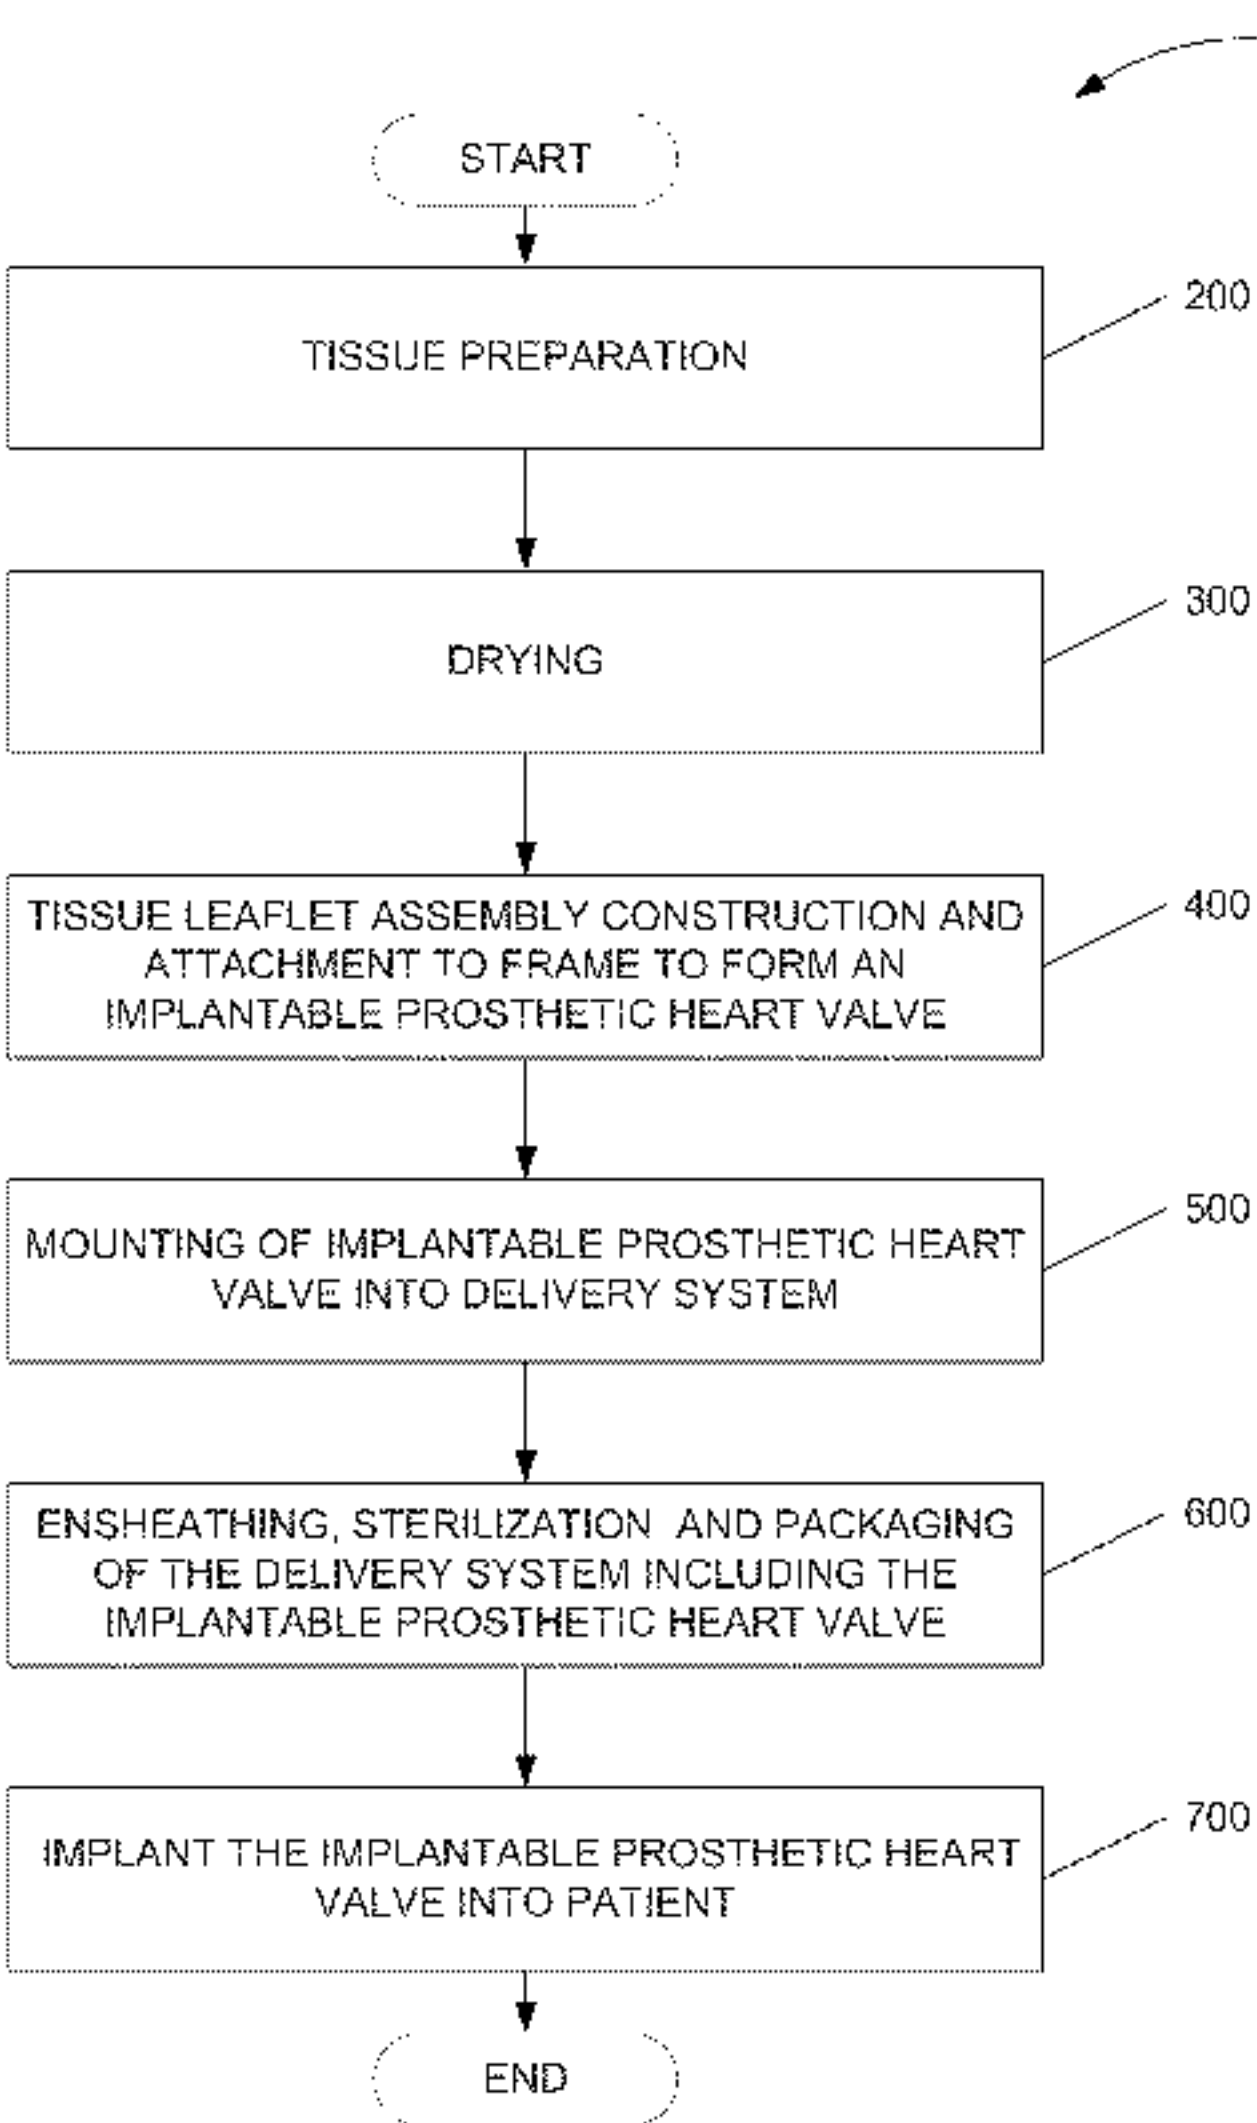 START
200
TISSUE PREPARATION
300
DRYING
400
TISSUE LEAFLET ASSEMBLY CONSTRUCTION AND
ATTACHMENT TO FRAME TO FORM AN
IMPLANTABLE PROSTHETIC HEART VALVE
500
MOUNTING OF IMPLANTABLE PROSTHETIC HEART
VALVE INTO DELIVERY SYSTEM
600
ENSHEATHING, STERILIZATION AND PACKAGING
OF THE DELIVERY SYSTEM INCLUDING THE
IMPLANTABLE PROSTHETIC HEART VALVE
700
IMPLANT THE IMPLANTABLE PROSTHETIC HEART
VALVE INTO PATIENT
END